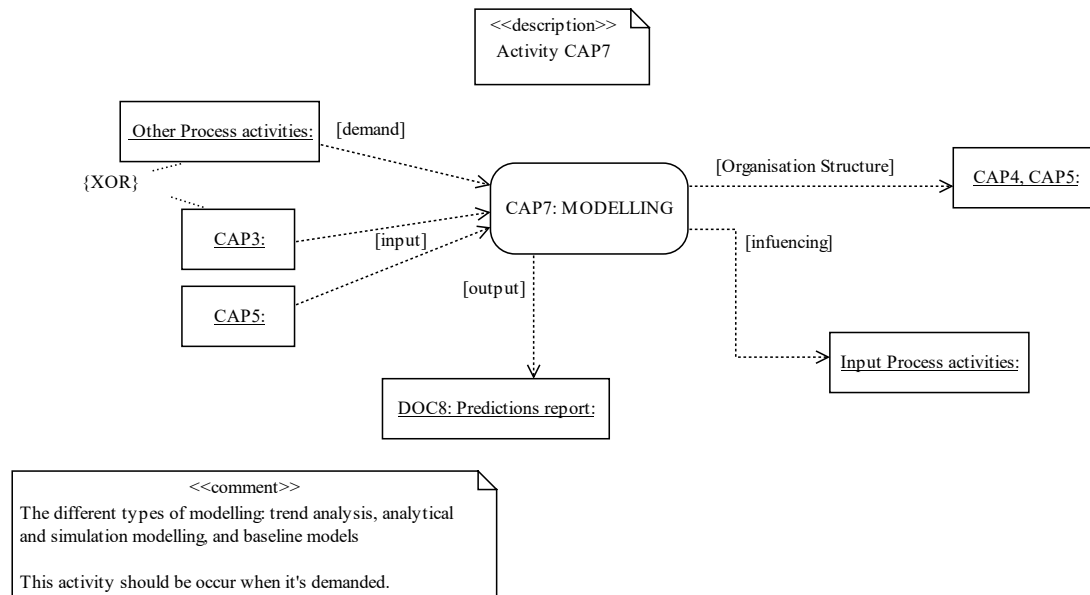 <<description>>
Activity CAP7
Other Process activities:
[demand]
{XOR}
[Organisation Structure]
CAP4, CAP5:
CAP7: MODELLING
CAP3:
[input]
[infuencing]
CAP5:
[output]
Input Process activities:
DOC8: Predictions report:
<<comment>>
The different types of modelling: trend analysis, analytical
and simulation modelling, and baseline models
This activity should be occur when it's demanded.